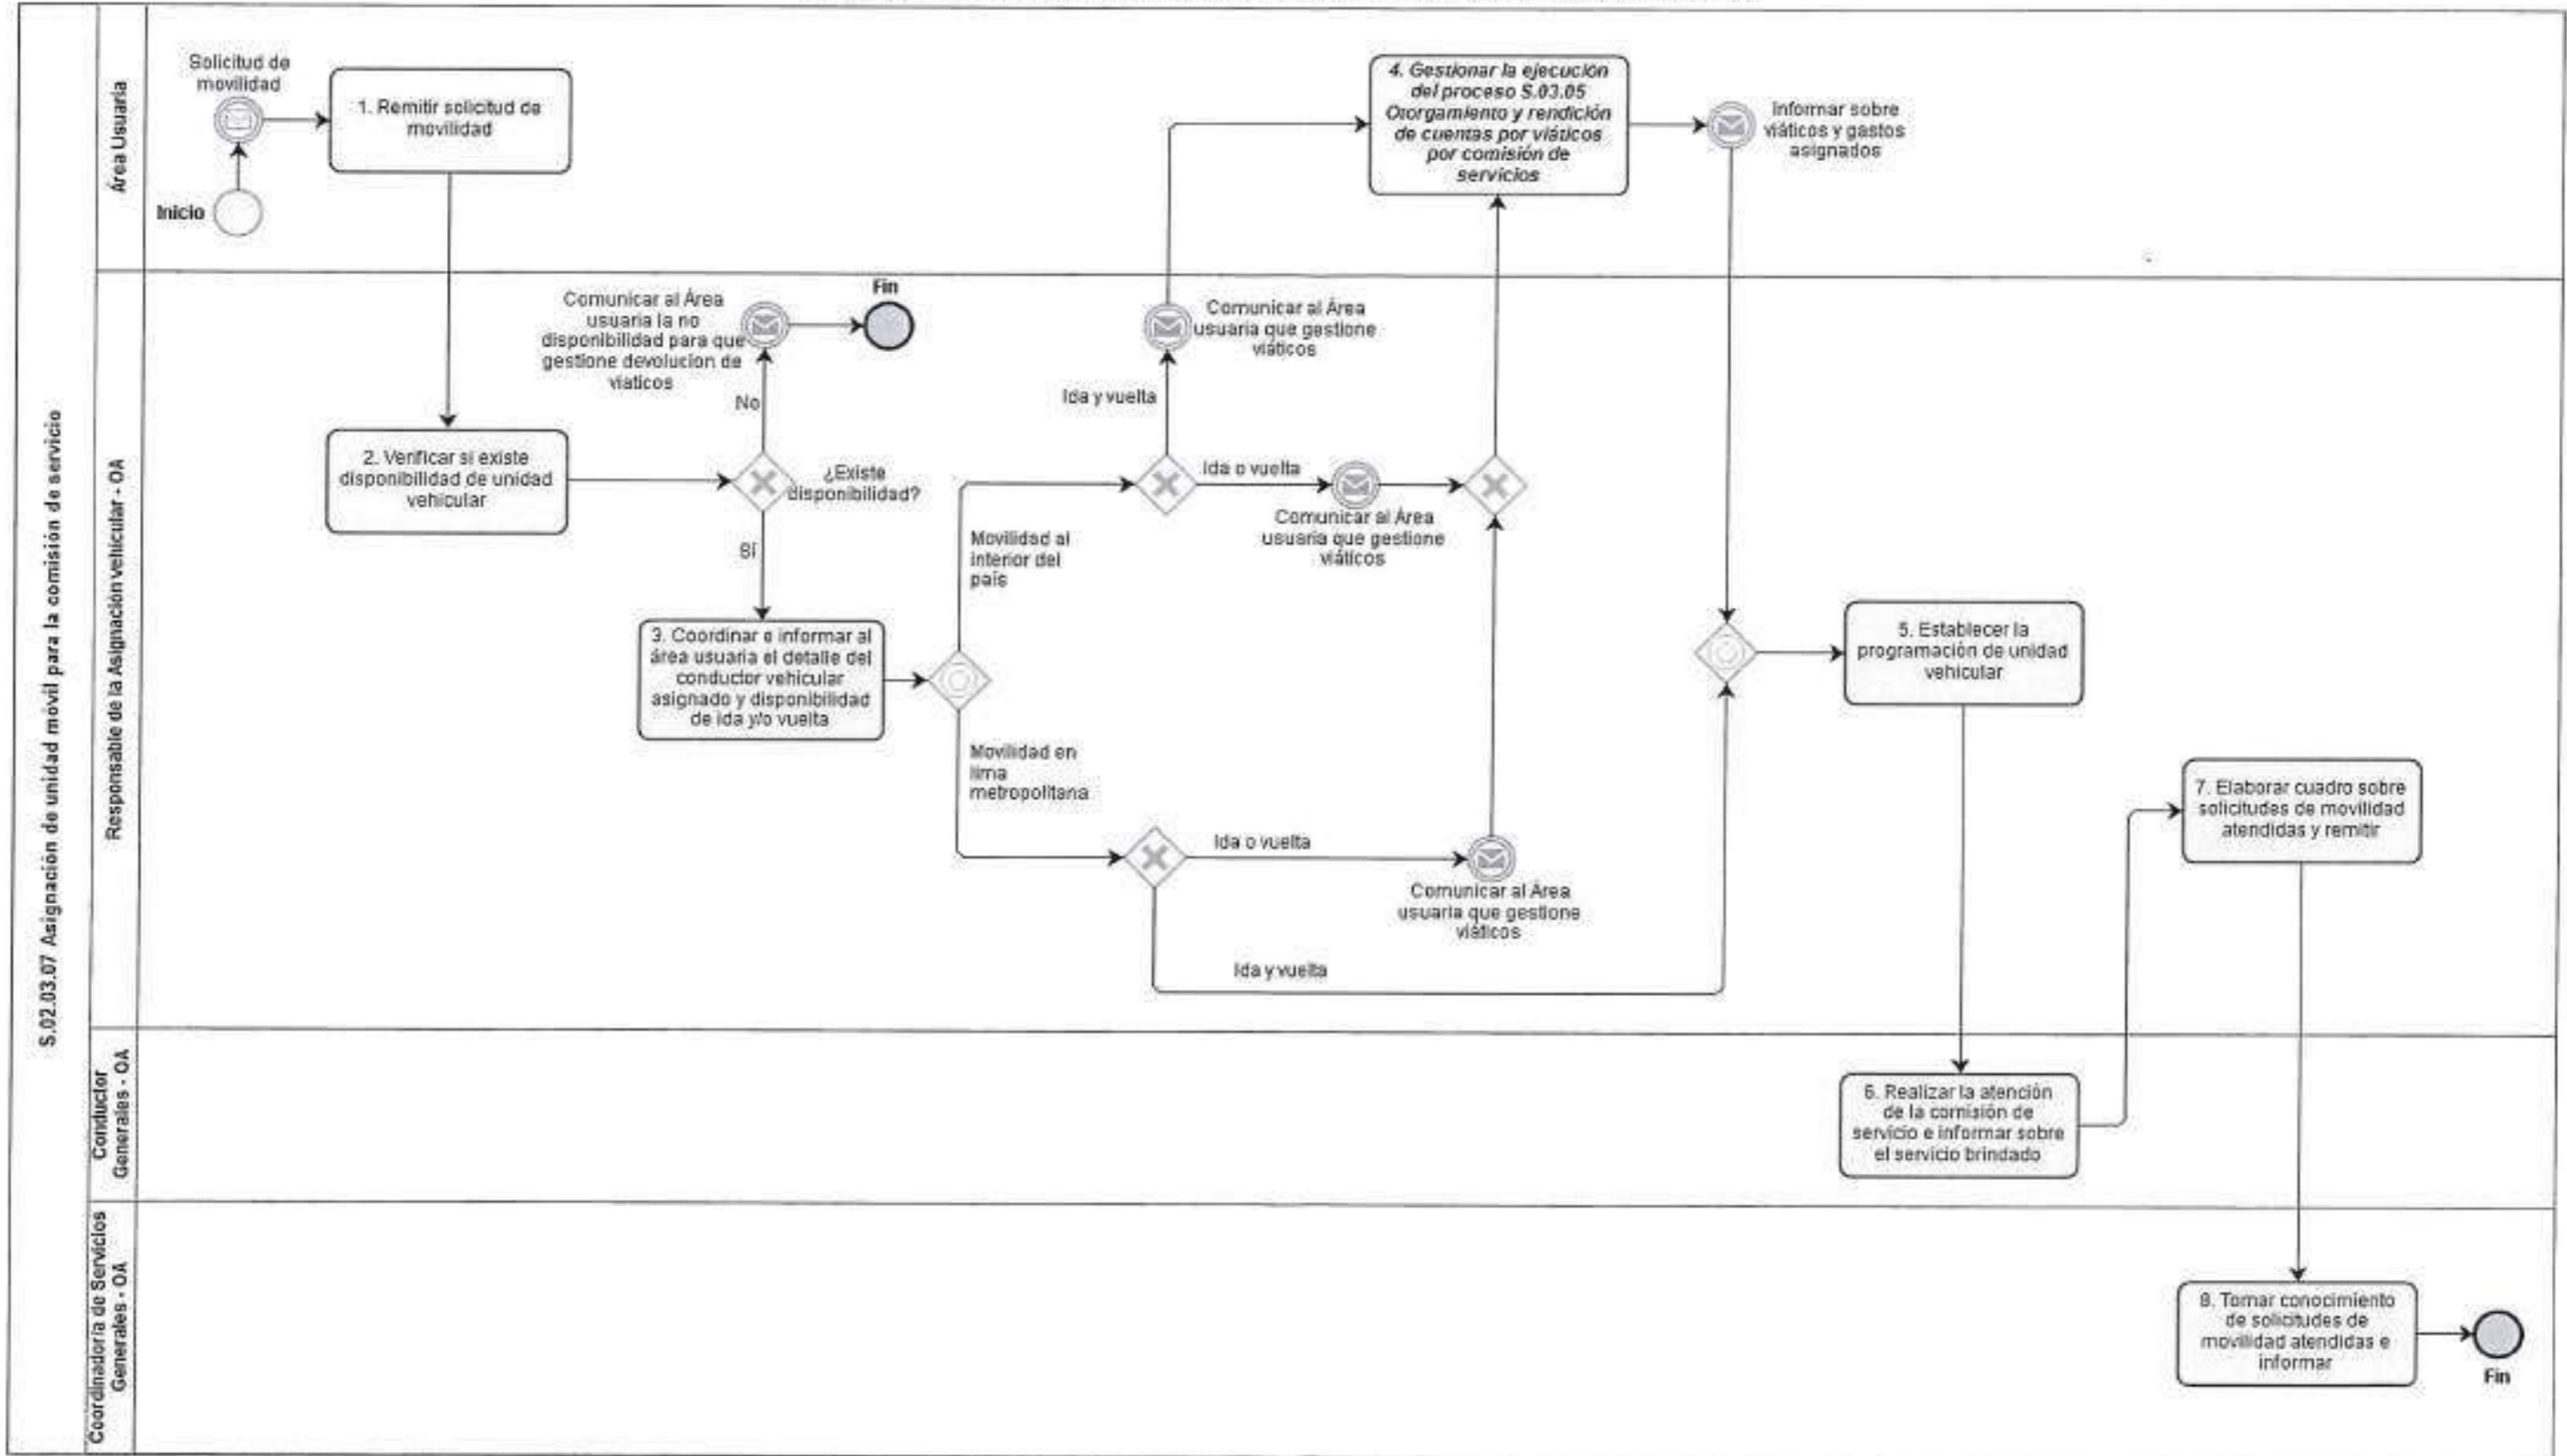 S.02.03.07 Asignación de unidad móvil para la comisión de servicio
Área Usuaria
Solicitud de
movilidad
Inicio
1. Remitir solicitud de
movilidad
4. Gestionar la ejecución
del proceso S.03.05
Otorgamiento y rendición
de cuentas por viáticos
por comisión de
servicios
Informar sobre
viáticos y gastos
asignados
Responsable de la Asignación vehicular - OA
2. Verificar si existe
disponibilidad de unidad
vehicular
Comunicar al Área
usuaria la no
disponibilidad para que
gestione devolucion de
viaticos
Fin
No
¿Existe
disponibilidad?
Sí
3. Coordinar e informar al
área usuaria el detalle del
conductor vehicular
asignado y disponibilidad
de ida y/o vuelta
Movilidad al
interior del
país
Movilidad en
lima
metropolitana
Comunicar al Área
usuaria que gestione
viáticos
Ida y vuelta
Ida o vuelta
Comunicar al Área
usuaria que gestione
viáticos
Ida o vuelta
Comunicar al Área
usuaria que gestione
viáticos
Ida y vuelta
5. Establecer la
programación de unidad
vehicular
7. Elaborar cuadro sobre
solicitudes de movilidad
atendidas y remitir
Conductor
Generales - OA
6. Realizar la atención
de la comisión de
servicio e informar sobre
el servicio brindado
Coordinadoría de Servicios
Generales - OA
8. Tomar conocimiento
de solicitudes de
movilidad atendidas e
informar
Fin